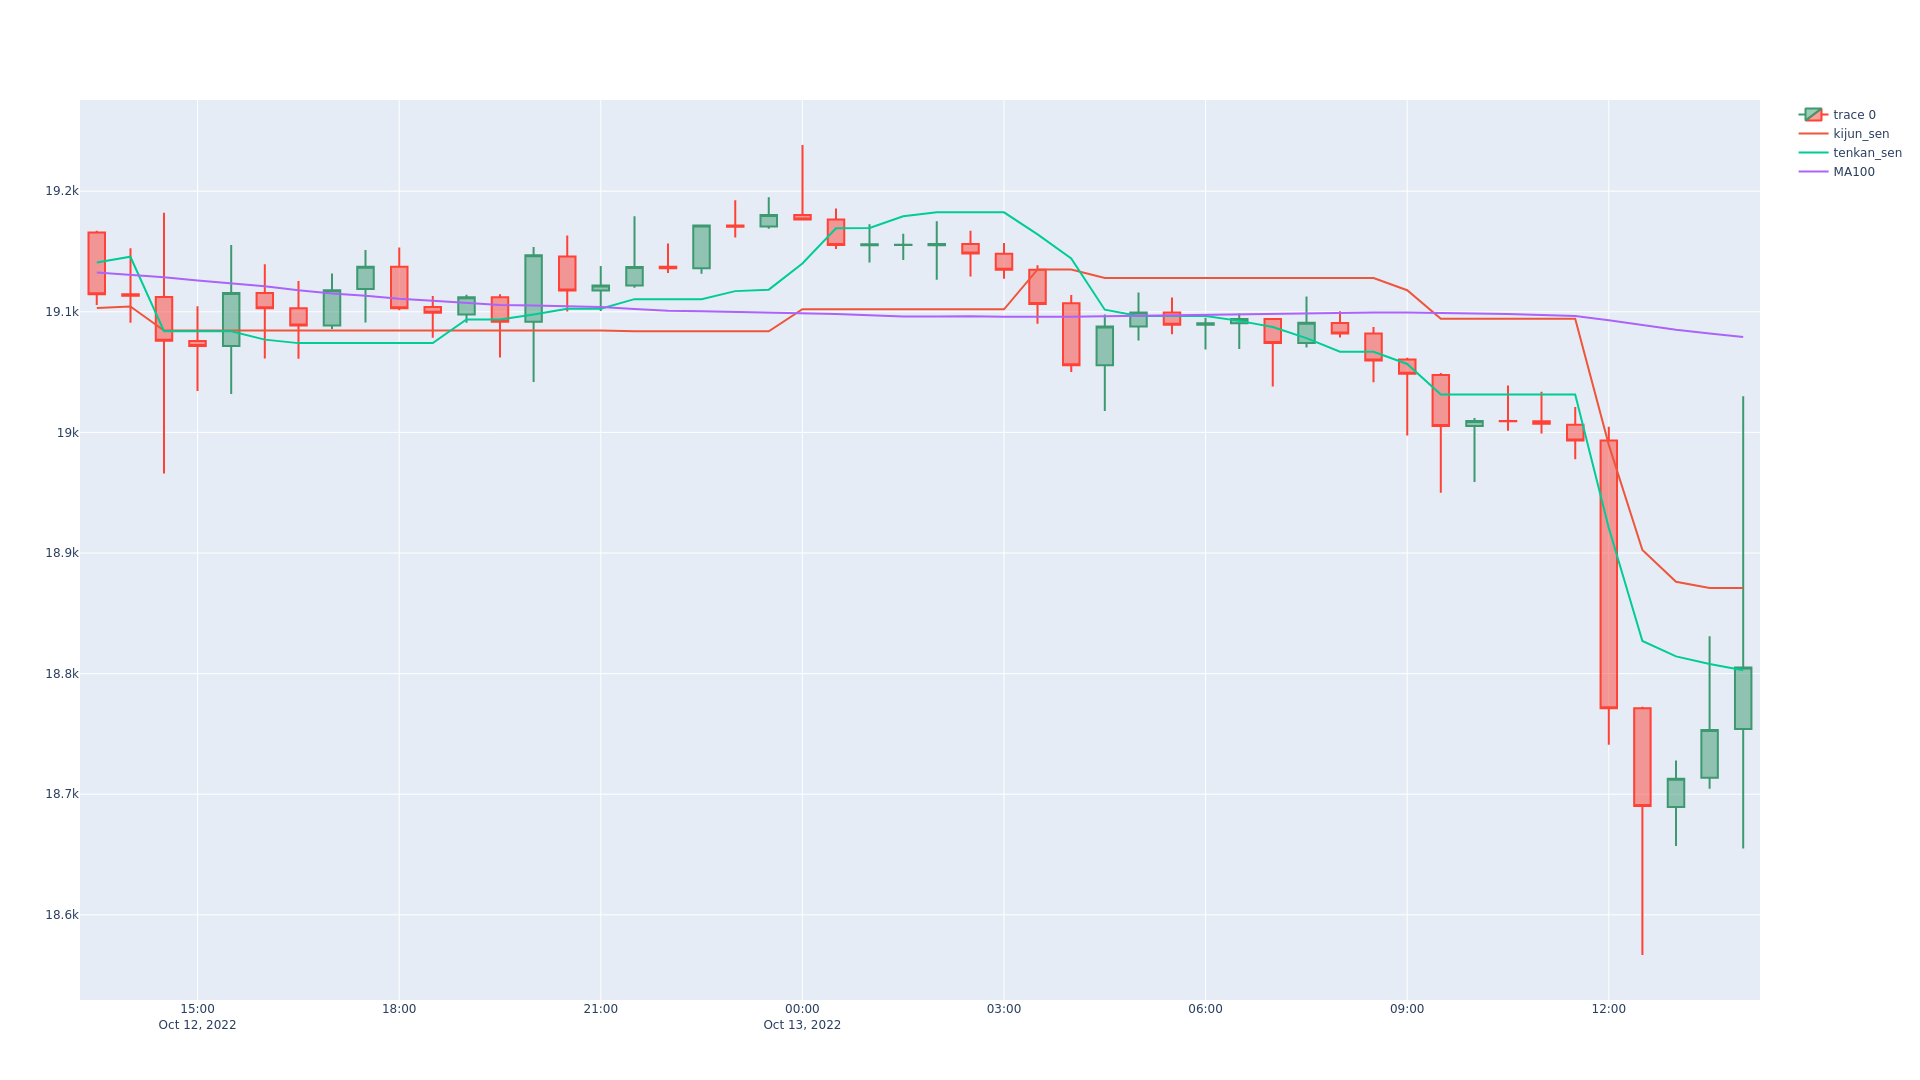 trace 0
kijun_sen
tenkan_sen
MA100
19.2k
19.1k
19k
18.9k
18.8k
18.7k
18.6k
15:00 18:00 21:00 00:00 03:00 06:00 09:00 12:00
Oct 12, 2022 Oct 13, 2022